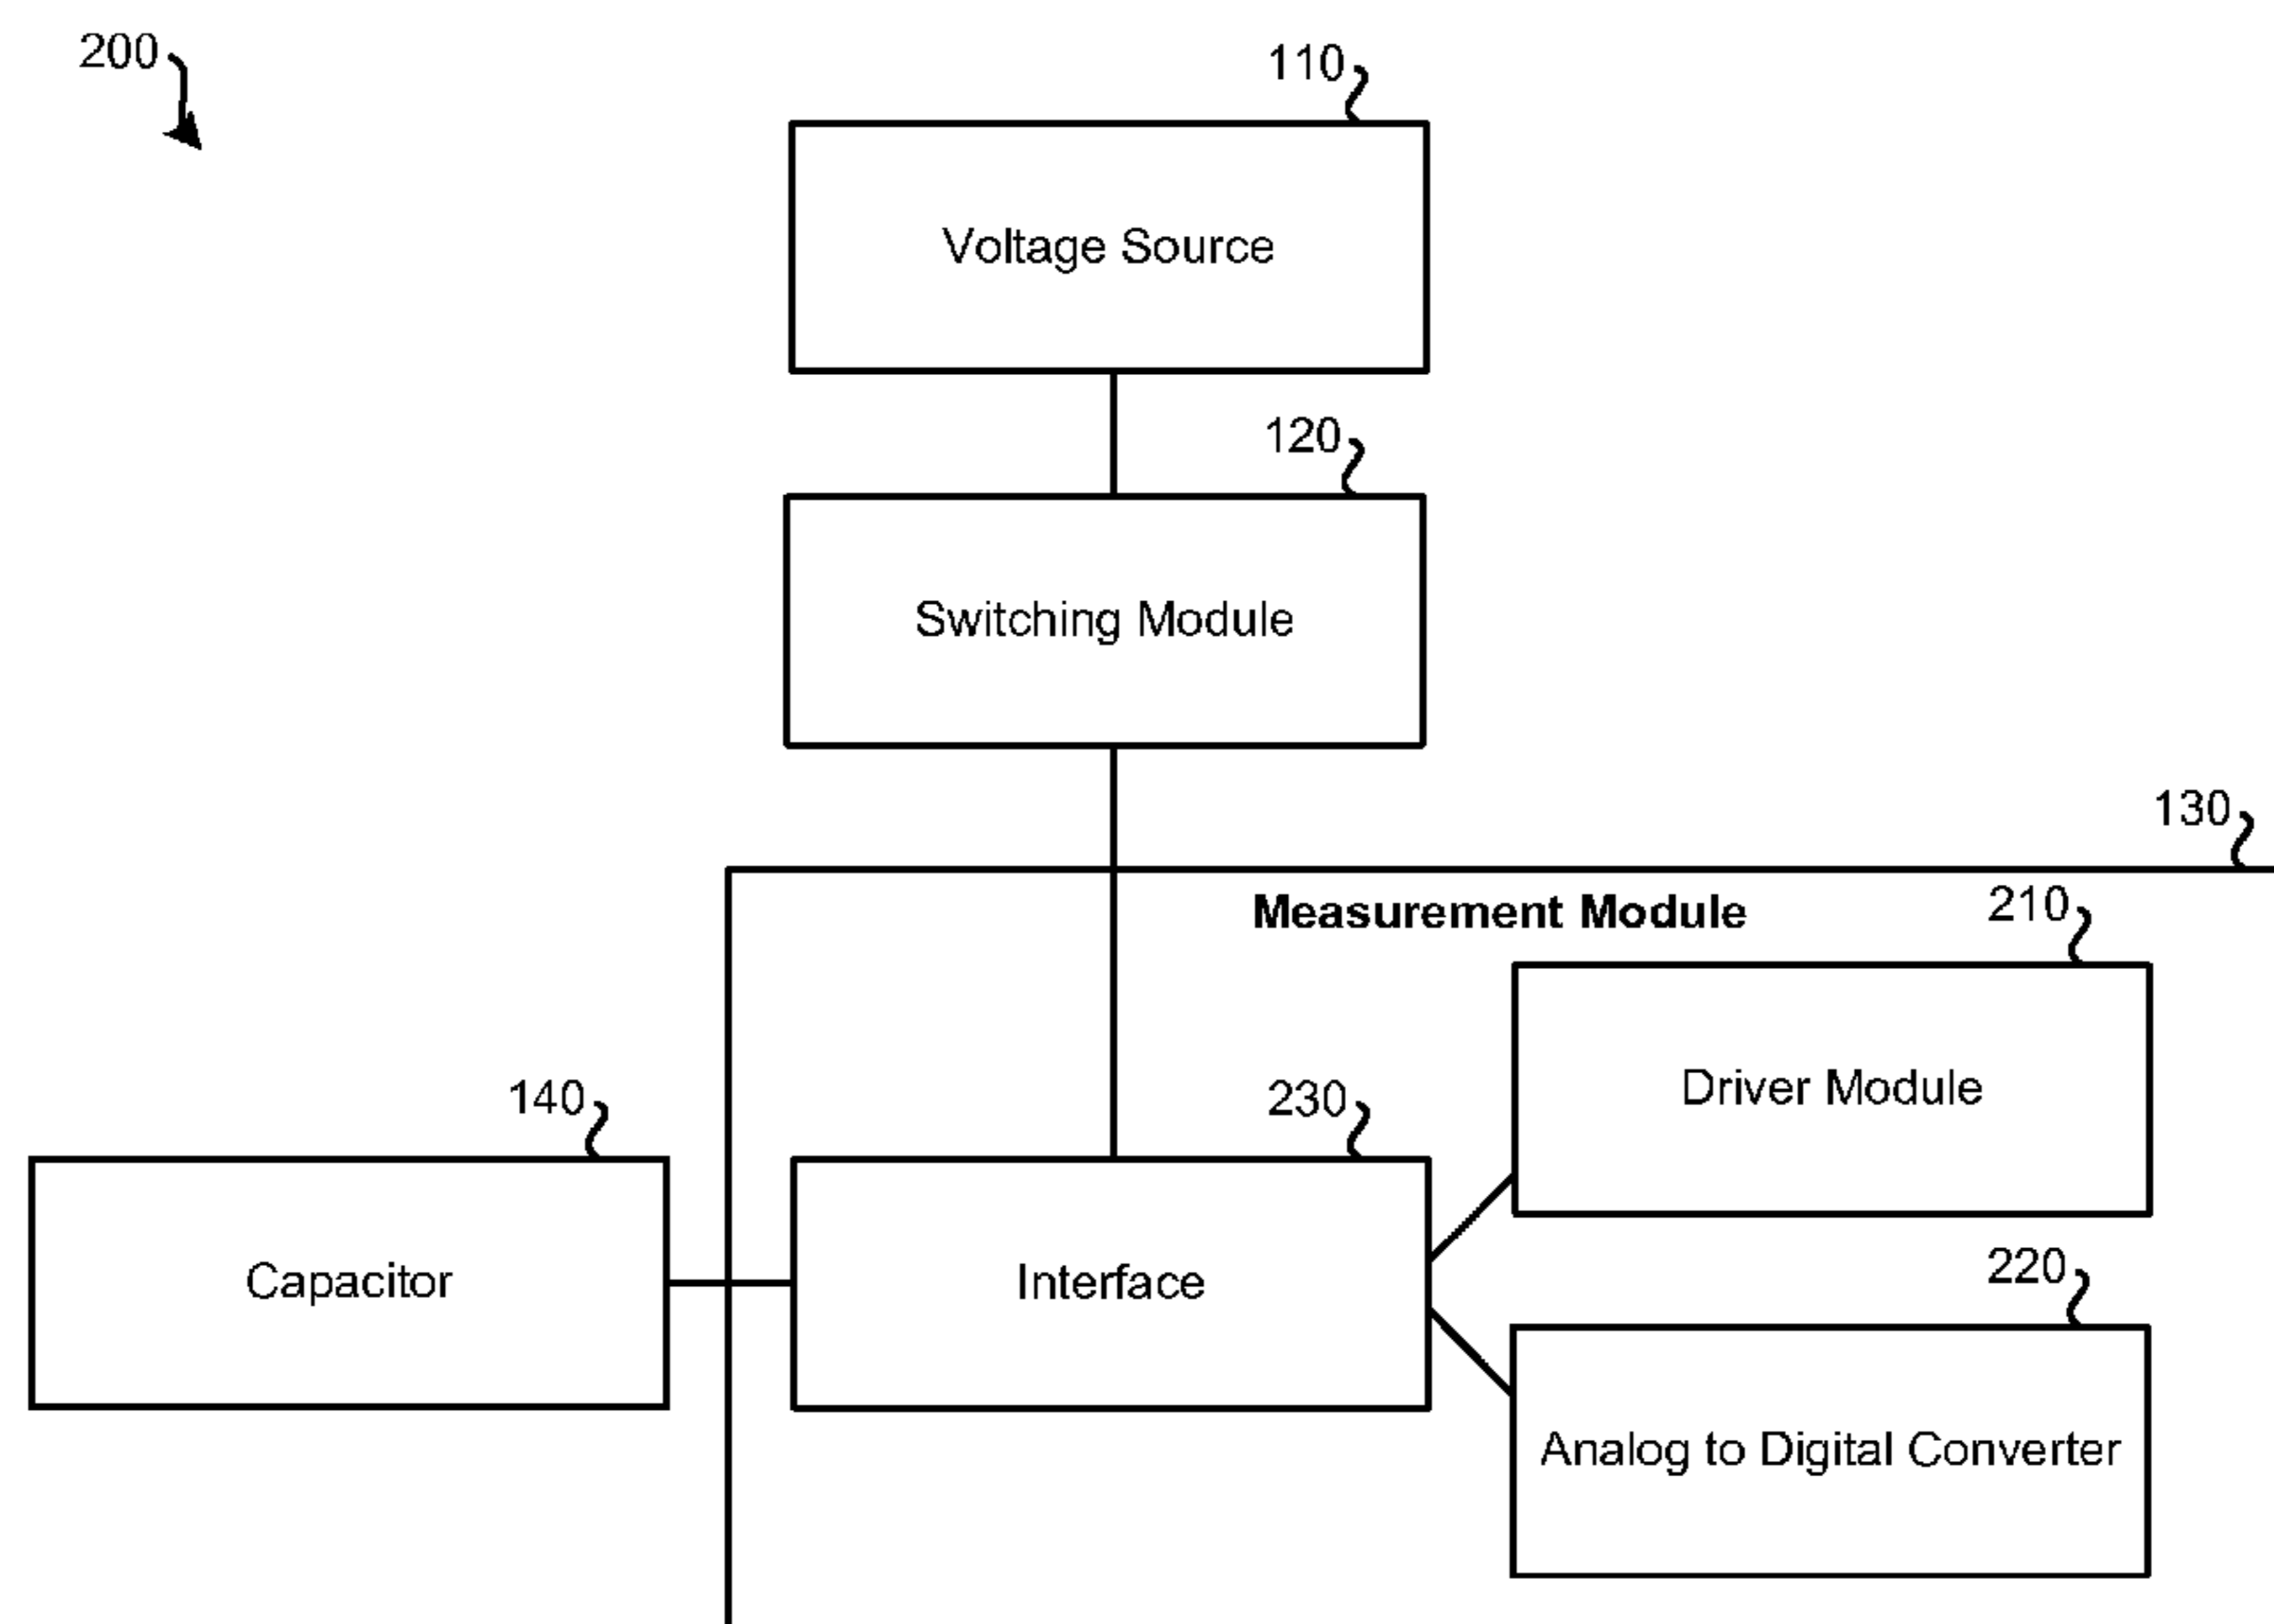 200
110
Voltage Source
120
Switching Module
130
Measurement Module
210
Driver Module
140
230
Capacitor
Interface
220
Analog to Digital Converter